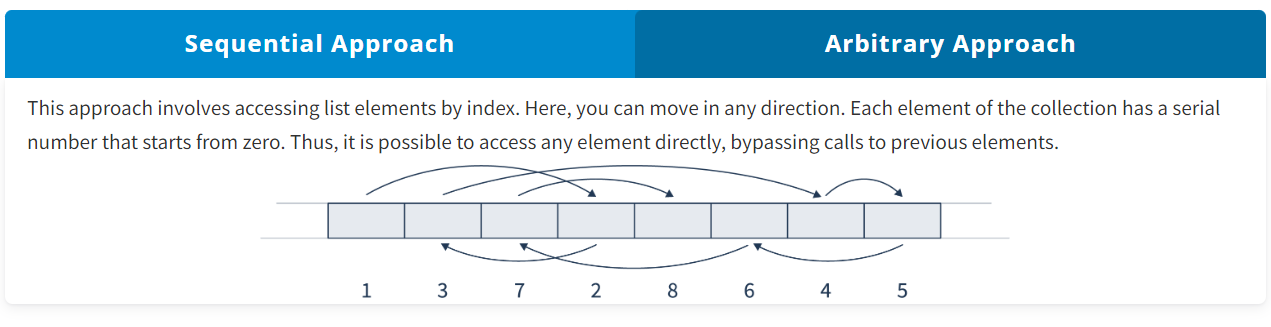 Sequential Approach
Arbitrary Approach
This approach involves accessing list elements by index. Here, you can move in any direction. Each element of the collection has a serial
number that starts from zero. Thus, it is possible to access any element directly, bypassing calls to previous elements.
1 3 7 2 8 6 4 5